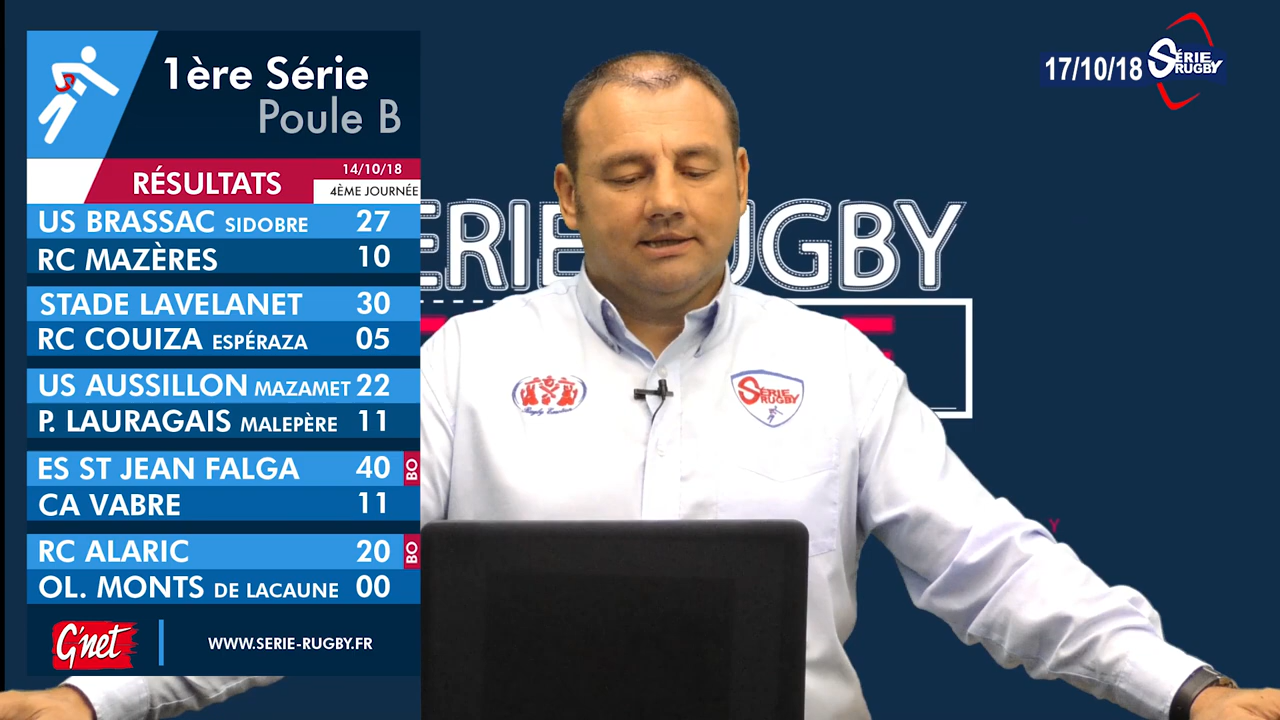 1ère Série
Poule B
RÉSULTATS
14/10/18
4ÈME JOURNÉE
US BRASSAC SIDOBRE 27
RC MAZÈRES 10
STADE LAVELANET 30
RC COUIZA ESPÉRAZA 05
US AUSSILLON MAZAMET 22
P. LAURAGAIS MALEPÈRE 11
ES ST JEAN FALGA 40 BO
CA VABRE 11
RC ALARIC 20 BO
OL. MONTS DE LACAUNE 00
G'net
WWW.SERIE-RUGBY.FR
17/10/18
SÉRIE RUGBY
SÉRIE
RUGBY